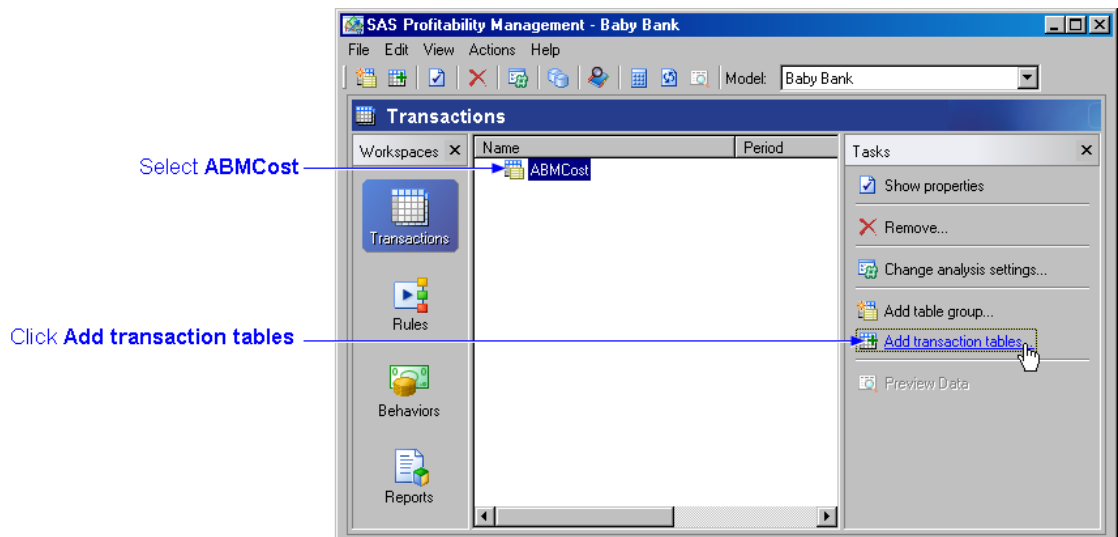 SAS Profitability Management - Baby Bank
File Edit View Actions Help
Model: Baby Bank
Transactions
Workspaces
Name Period
Tasks
Select ABMCost
ABMCost
Show properties
Transactions
Remove...
Change analysis settings...
Rules
Add table group...
Click Add transaction tables
Add transaction tables...
Behaviors
Preview Data
Reports